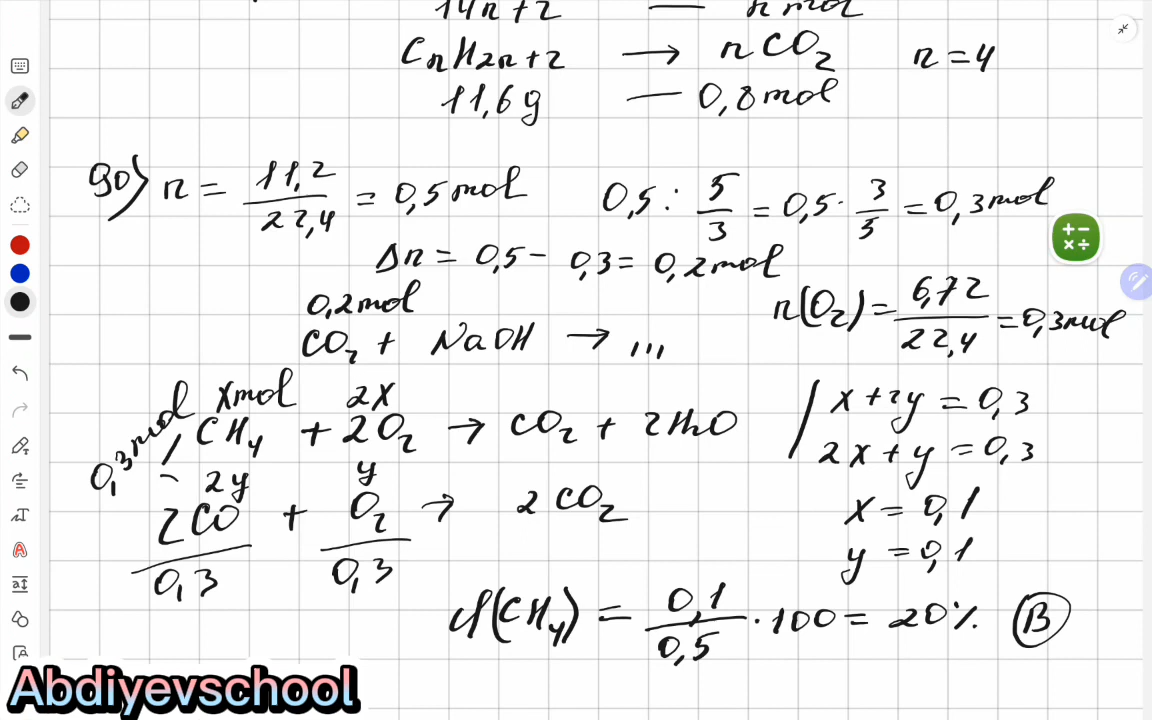 14n+2 — n mol
CnH2n+2 → nCO2 n=4
11,6g — 0,8mol
90) n = 11,2/22,4 = 0,5mol 0,5 : 5/3 = 0,5 · 3/5 = 0,3mol
Δn = 0,5 - 0,3 = 0,2mol
0,2mol n(O2) = 6,72/22,4 = 0,3mol
CO2 + NaOH → ...
0,3mol xmol 2x x+2y = 0,3
CH4 + 2O2 → CO2 + 2H2O 2x+y = 0,3
2y y x = 0,1
2CO/0,3 + O2/0,3 → 2CO2 y = 0,1
φ(CH4) = 0,1/0,5 · 100 = 20% B
Abdiyevschool